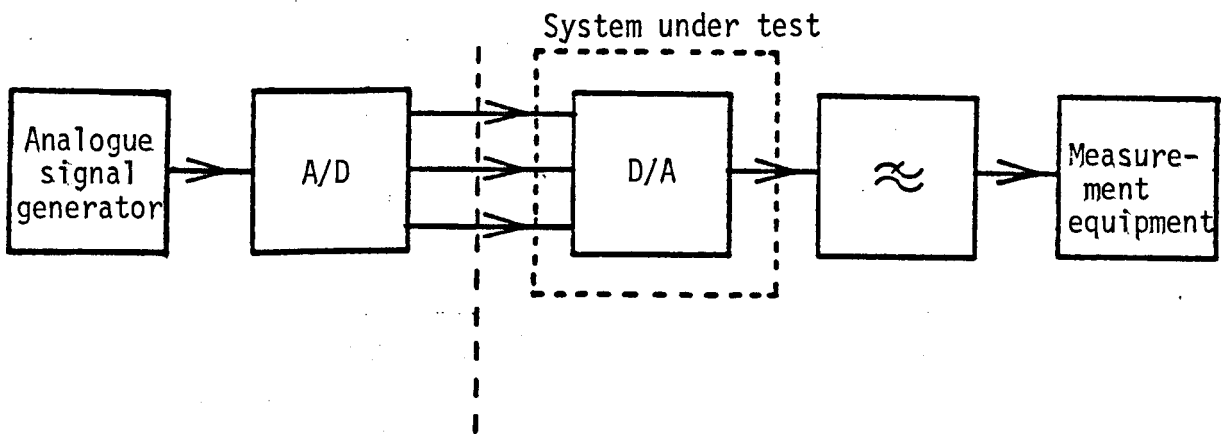 System under test
Analogue
signal
generator
A/D
D/A
≈
Measure-
ment
equipment